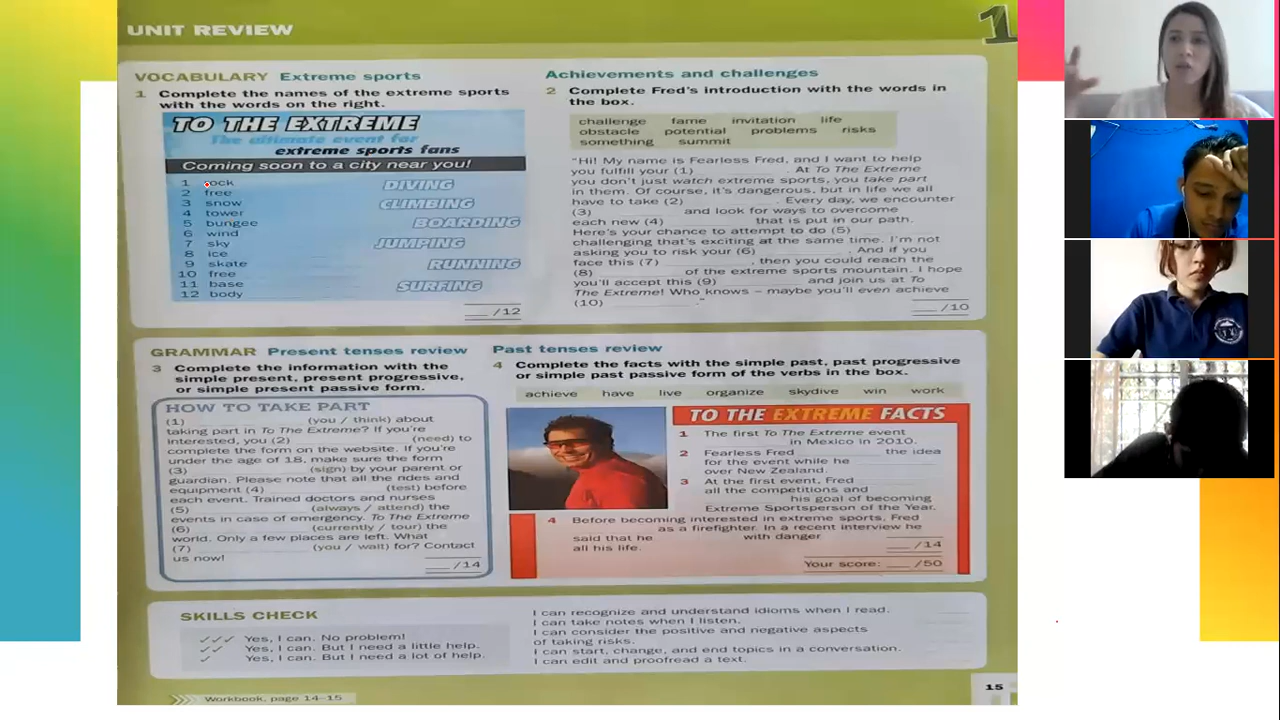 UNIT REVIEW
1
VOCABULARY Extreme sports
1 Complete the names of the extreme sports
with the words on the right.
TO THE EXTREME
The ultimate event for
extreme sports fans
Coming soon to a city near you!
1 rock
2 free
3 snow
4 tower
5 bungee
6 wind
7 sky
8 ice
9 skate
10 free
11 base
12 body
DIVING
CLIMBING
BOARDING
JUMPING
RUNNING
SURFING
/12
Achievements and challenges
2 Complete Fred's introduction with the words in
the box.
challenge fame invitation life
obstacle potential problems risks
something summit
"Hi! My name is Fearless Fred, and I want to help
you fulfill your (1) . At To The Extreme
you don't just watch extreme sports, you take part
in them. Of course, it's dangerous, but in life we all
have to take (2) . Every day, we encounter
(3) and look for ways to overcome
each new (4) that is put in our path.
Here's your chance to attempt to do (5)
challenging that's exciting at the same time. I'm not
asking you to risk your (6) . And if you
face this (7) , then you could reach the
(8) of the extreme sports mountain. I hope
you'll accept this (9) and join us at To
The Extreme! Who knows – maybe you'll even achieve
(10) ."
/10
GRAMMAR Present tenses review
3 Complete the information with the
simple present, present progressive,
or simple present passive form.
HOW TO TAKE PART
(1) (you / think) about
taking part in To The Extreme? If you're
interested, you (2) (need) to
complete the form on the website. If you're
under the age of 18, make sure the form
(3) (sign) by your parent or
guardian. Please note that all the rides and
equipment (4) (test) before
each event. Trained doctors and nurses
(5) (always / attend) the
events in case of emergency. To The Extreme
(6) (currently / tour) the
world. Only a few places are left. What
(7) (you / wait) for? Contact
us now!
/14
Past tenses review
4 Complete the facts with the simple past, past progressive
or simple past passive form of the verbs in the box.
achieve have live organize skydive win work
TO THE EXTREME FACTS
1 The first To The Extreme event
in Mexico in 2010.
2 Fearless Fred the idea
for the event while he
over New Zealand.
3 At the first event, Fred
all the competitions and
his goal of becoming
Extreme Sportsperson of the Year.
4 Before becoming interested in extreme sports, Fred
as a firefighter. In a recent interview he
said that he with danger
all his life.
/14
Your score: /50
SKILLS CHECK
✓✓✓ Yes, I can. No problem!
✓✓ Yes, I can. But I need a little help.
✓ Yes, I can. But I need a lot of help.
I can recognize and understand idioms when I read.
I can take notes when I listen.
I can consider the positive and negative aspects
of taking risks.
I can start, change, and end topics in a conversation.
I can edit and proofread a text.
Workbook, page 14–15
15